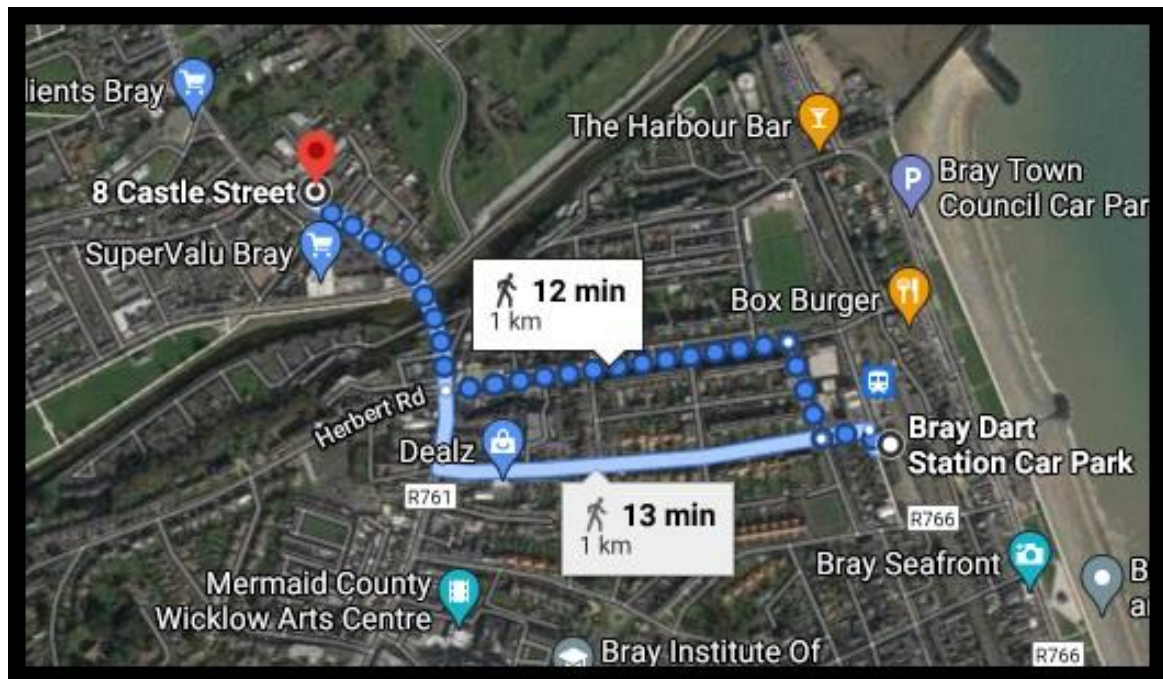 lients Bray
The Harbour Bar
Bray Town
Council Car Par
8 Castle Street
SuperValu Bray
12 min
1 km
Box Burger
Herbert Rd
Dealz
Bray Dart
Station Car Park
R761
13 min
1 km
R766
Bray Seafront
B
a
Mermaid County
Wicklow Arts Centre
Bray Institute Of
R766